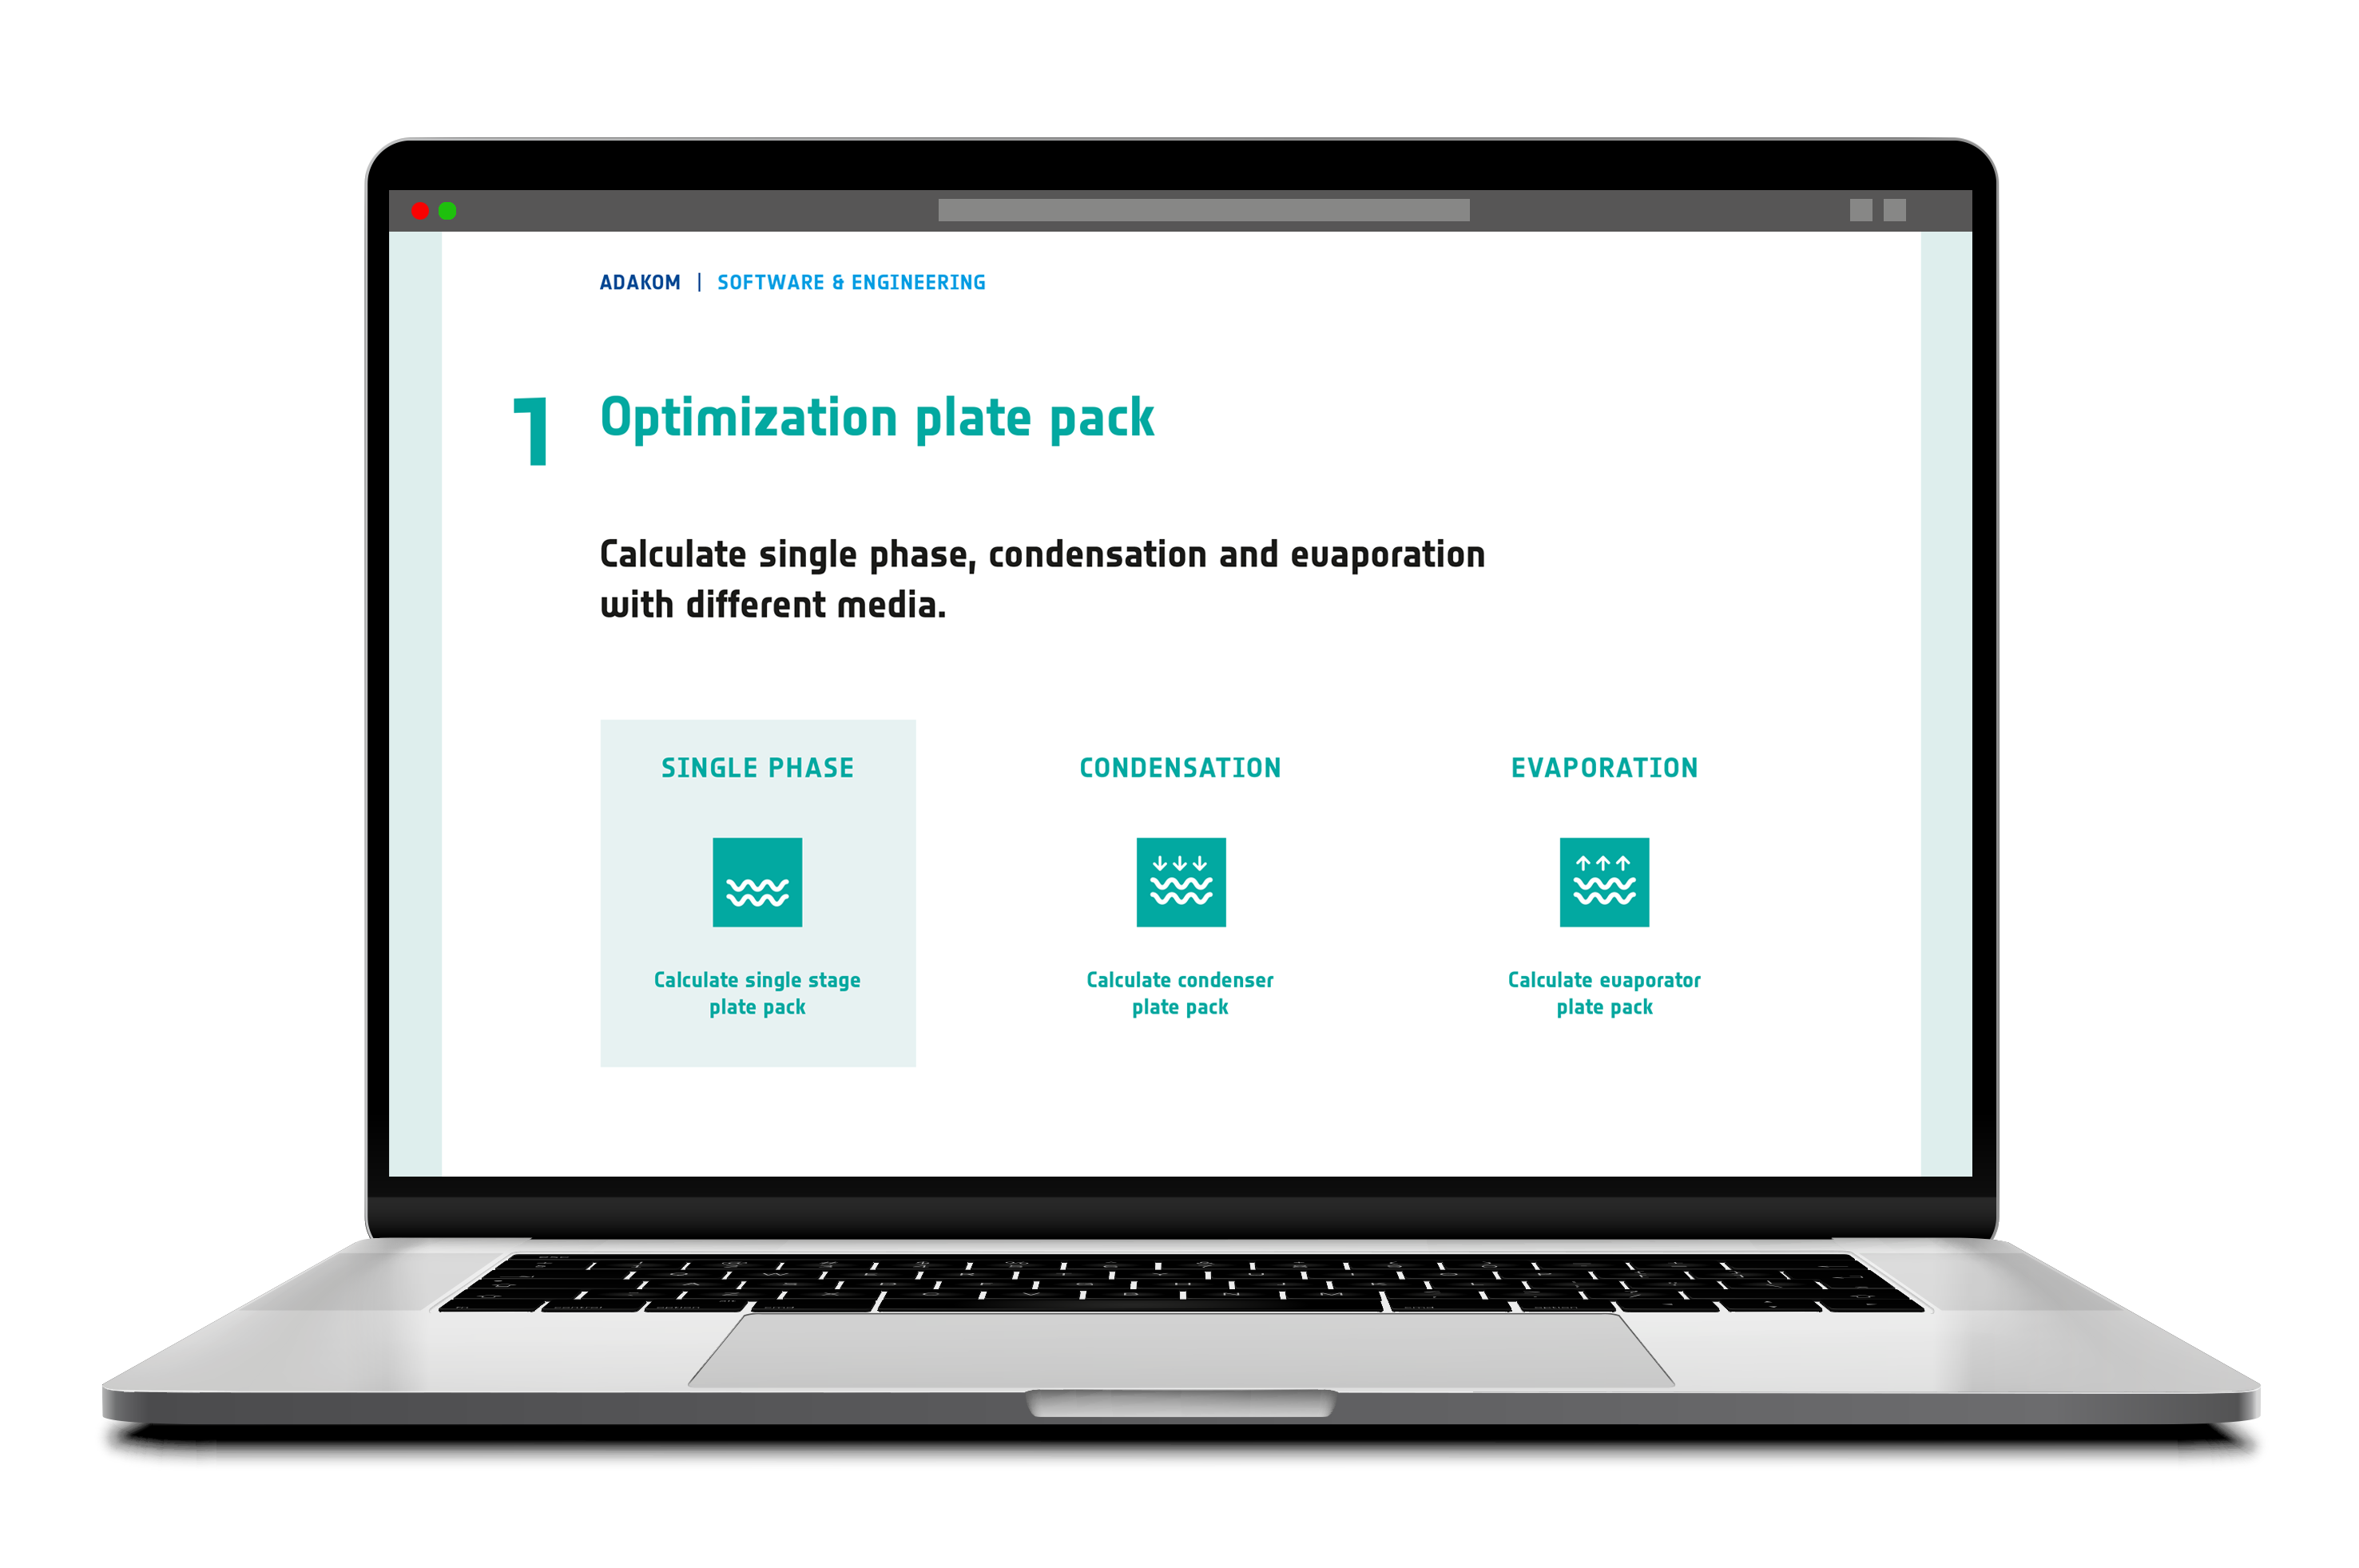 ADAKOM | SOFTWARE & ENGINEERING
1 Optimization plate pack
Calculate single phase, condensation and evaporation
with different media.
SINGLE PHASE
CONDENSATION
EVAPORATION
Calculate single stage
plate pack
Calculate condenser
plate pack
Calculate evaporator
plate pack